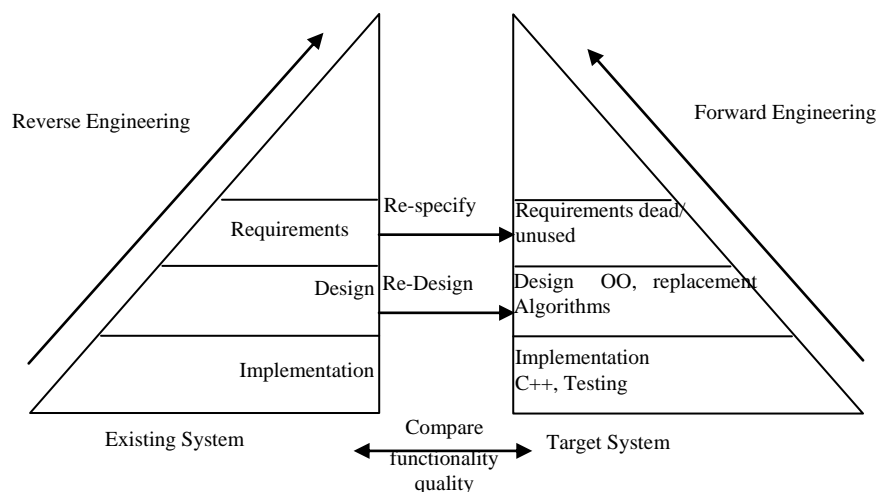 Reverse Engineering
Forward Engineering
Re-specify
Requirements
Requirements dead/
unused
Design
Re-Design
Design OO, replacement
Algorithms
Implementation
Implementation
C++, Testing
Existing System
Compare
functionality
quality
Target System